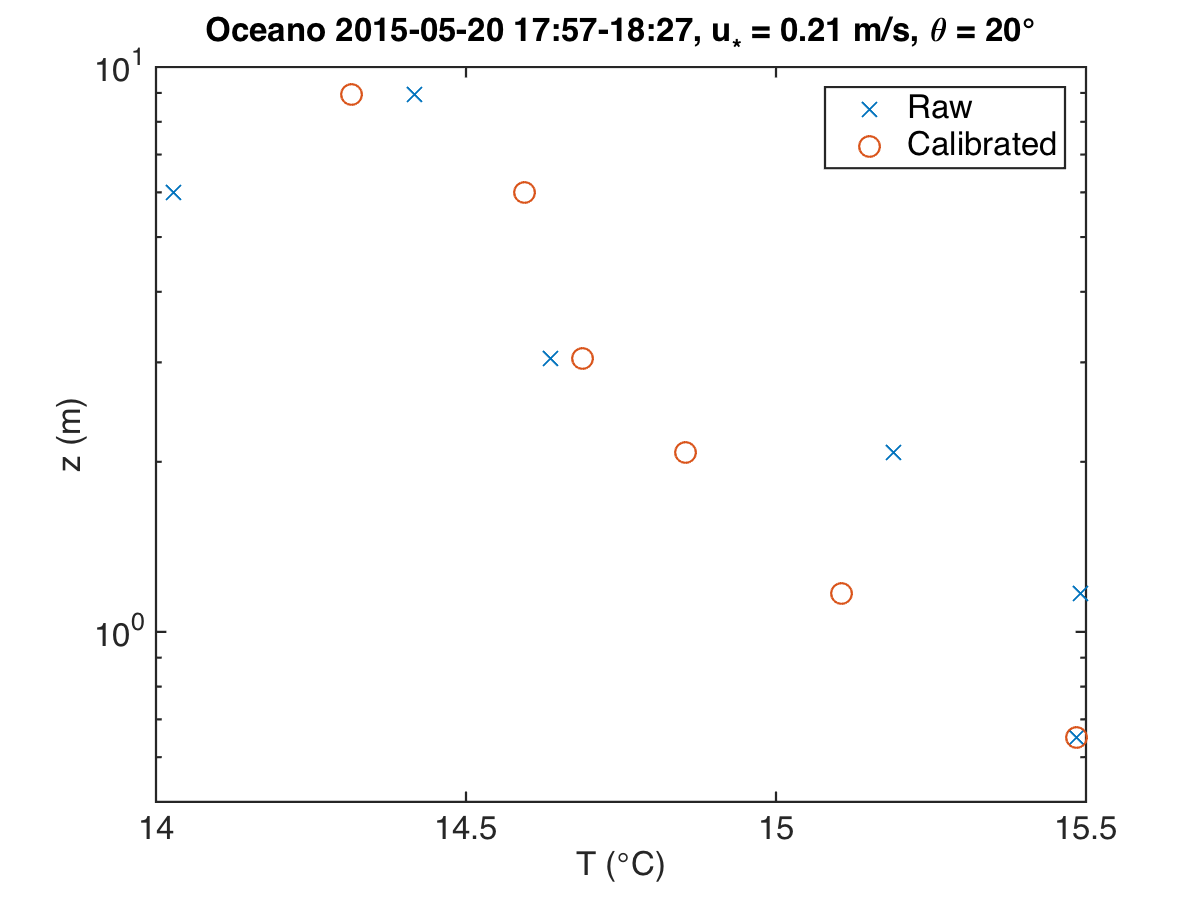 Oceano 2015-05-20 17:57-18:27, u* = 0.21 m/s, θ = 20°
10¹
Raw
Calibrated
z (m)
10⁰
14 14.5 15 15.5
T (°C)